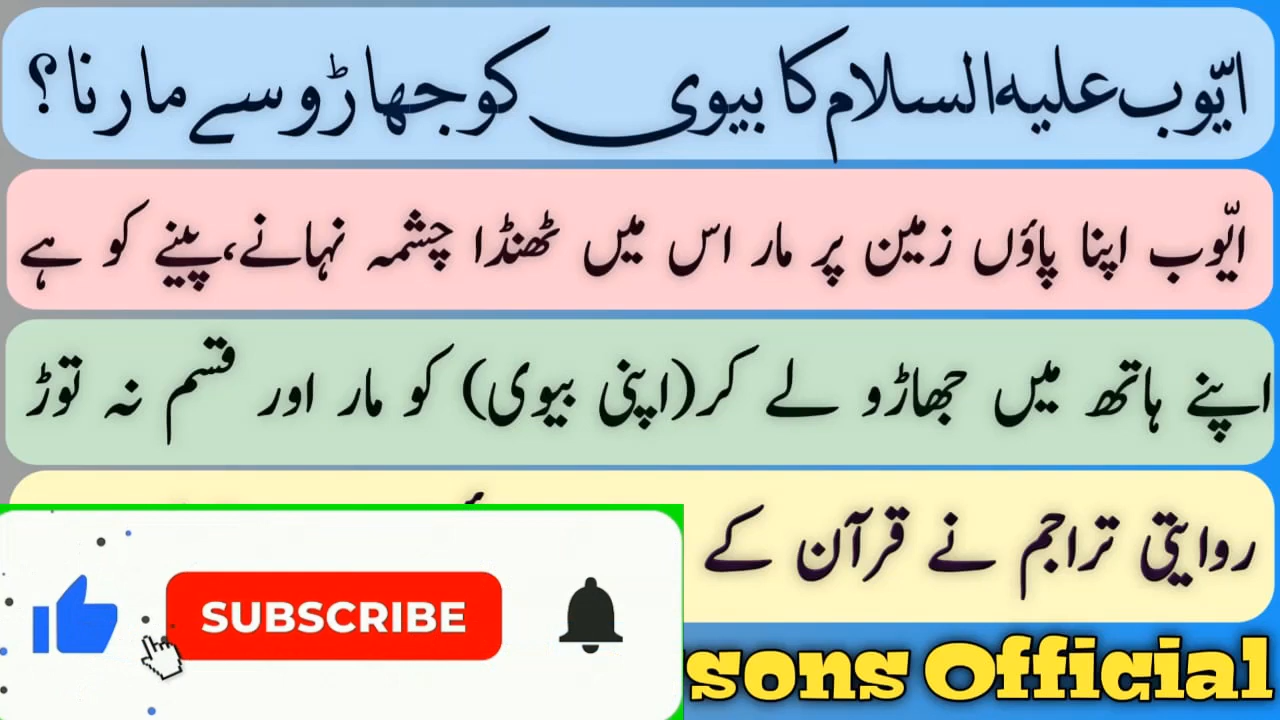 ایّوب علیہ السلام کا بیوی کو جھاڑو سے مارنا؟
ایّوب اپنا پاؤں زمین پر مار اس میں ٹھنڈا چشمہ نہانے، پینے کو ہے
اپنے ہاتھ میں جھاڑو لے کر (اپنی بیوی) کو مار اور قسم نہ توڑ
روایتی تراجم نے قرآن کے
SUBSCRIBE
sons Official